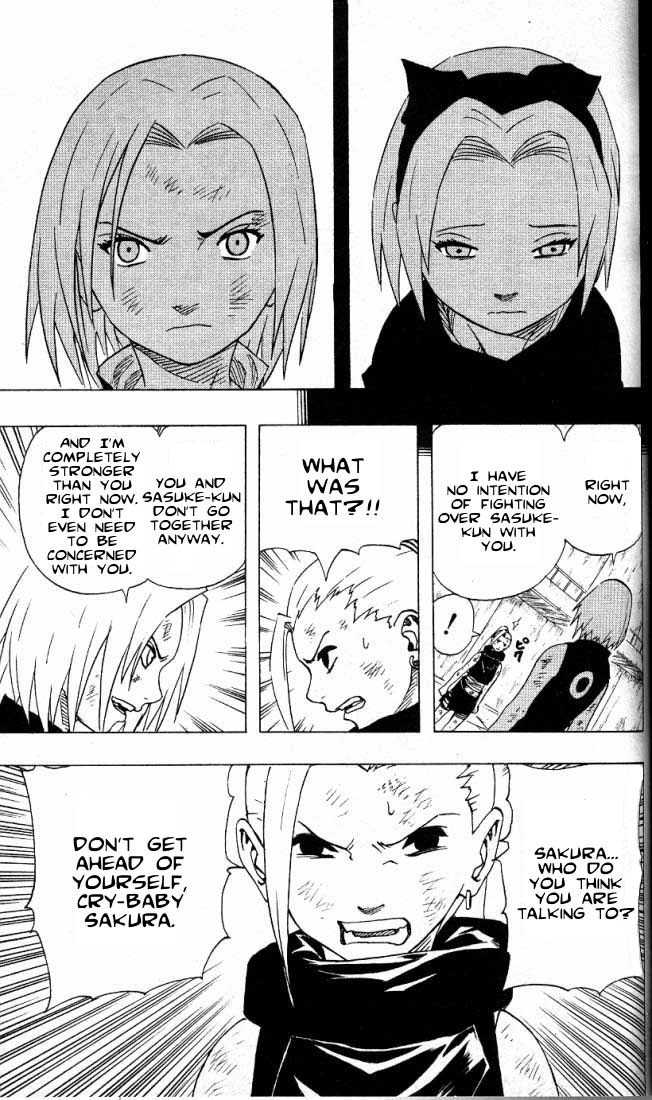 RIGHT
NOW,
I HAVE
NO INTENTION
OF FIGHTING
OVER SASUKE-
KUN WITH
YOU.
!
WHAT
WAS
THAT?!!
YOU AND
SASUKE-KUN
DON'T GO
TOGETHER
ANYWAY.
AND I'M
COMPLETELY
STRONGER
THAN YOU
RIGHT NOW.
I DON'T
EVEN NEED
TO BE
CONCERNED
WITH YOU.
SAKURA...
WHO DO
YOU THINK
YOU ARE
TALKING TO?
DON'T GET
AHEAD OF
YOURSELF,
CRY-BABY
SAKURA.